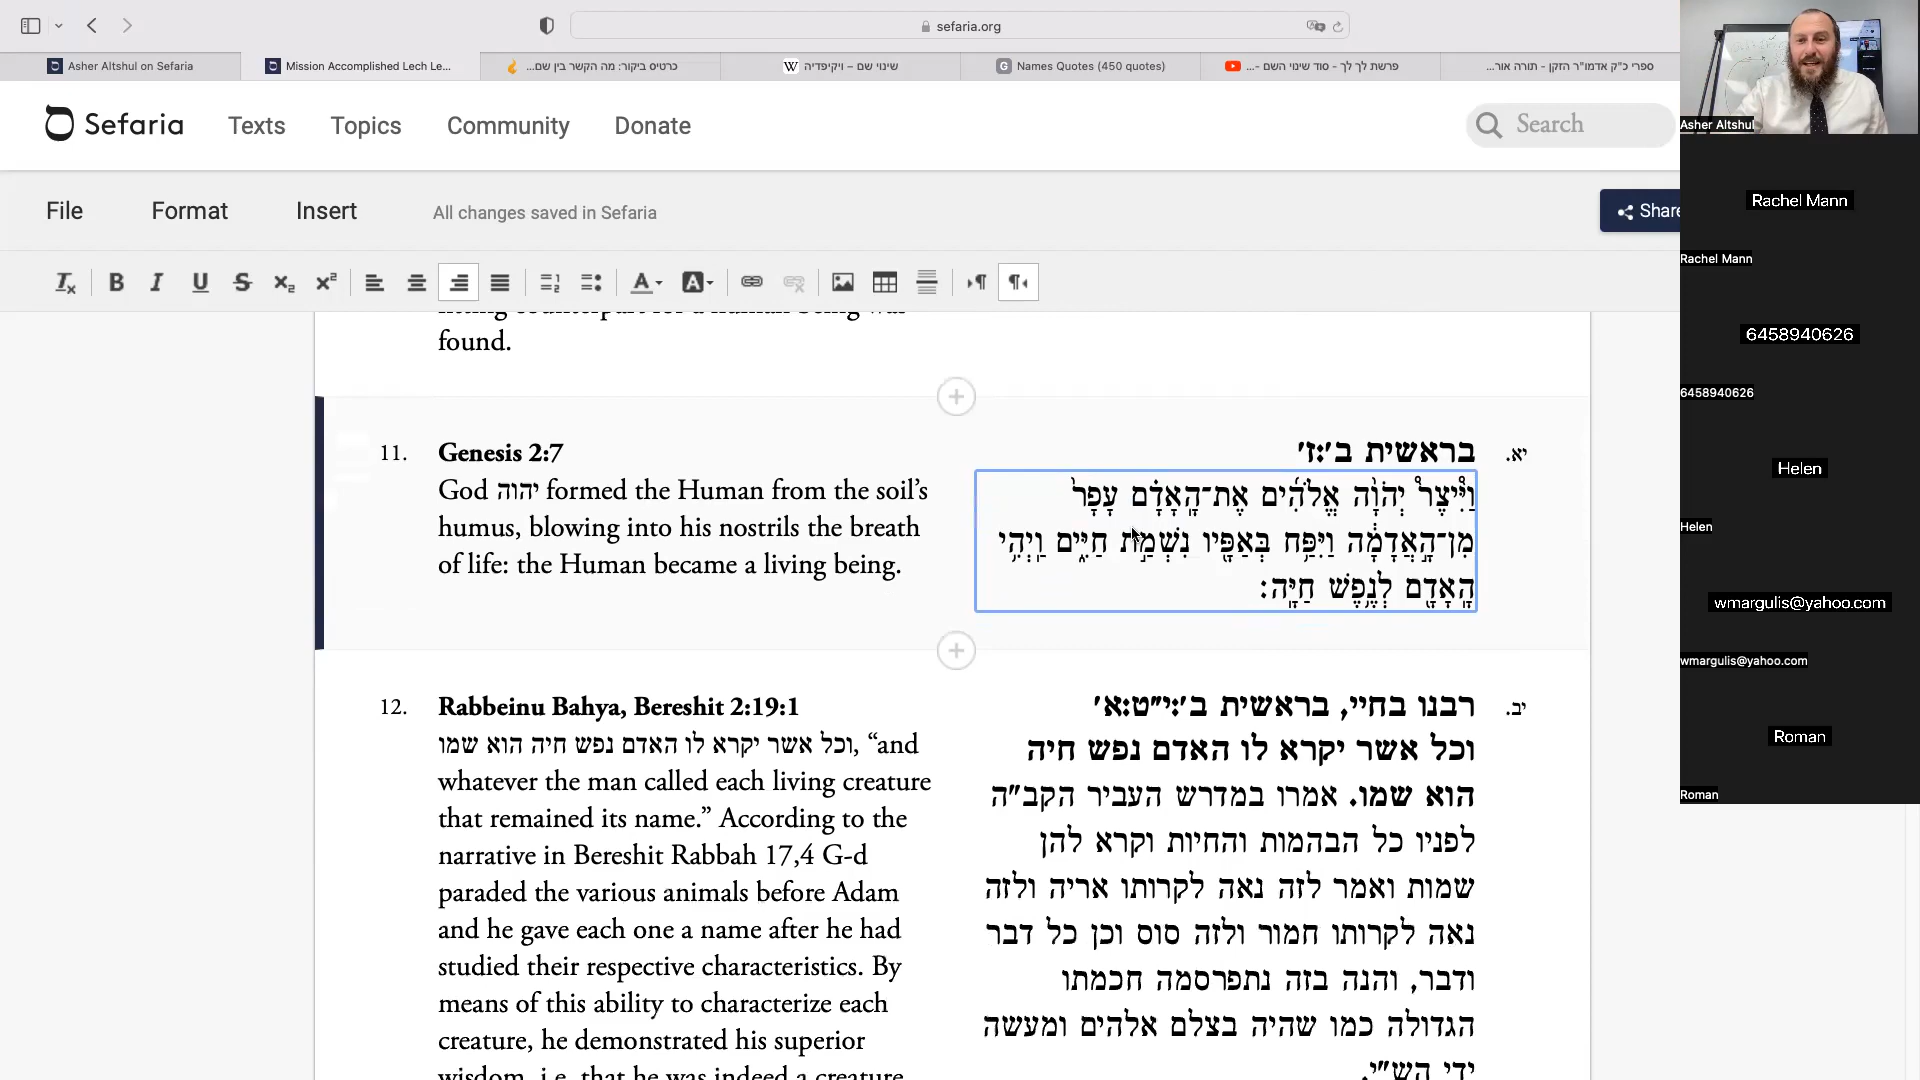 sefaria.org
Asher Altshul on Sefaria
Mission Accomplished Lech Le...
כרטיס ביקור: מה הקשר בין שם...
שינוי שם – ויקיפדיה
Names Quotes (450 quotes)
פרשת לך לך - סוד שינוי השם -...
ספרי כ"ק אדמו"ר הזקן - תורה אור...
Sefaria
Texts
Topics
Community
Donate
Search
File
Format
Insert
All changes saved in Sefaria
Share
found.
11.
Genesis 2:7
God יהוה formed the Human from the soil’s
humus, blowing into his nostrils the breath
of life: the Human became a living being.
יא.
בראשית ב׳:ז׳
וַיִּ֩יצֶר֩ יְהֹוָ֨ה אֱלֹהִ֜ים אֶת־הָֽאָדָ֗ם עָפָר֙
מִן־הָ֣אֲדָמָ֔ה וַיִּפַּ֥ח בְּאַפָּ֖יו נִשְׁמַ֣ת חַיִּ֑ים וַֽיְהִ֥י
הָֽאָדָ֖ם לְנֶ֥פֶשׁ חַיָּֽה׃
12.
Rabbeinu Bahya, Bereshit 2:19:1
וכל אשר יקרא לו האדם נפש חיה הוא שמו, “and
whatever the man called each living creature
that remained its name.” According to the
narrative in Bereshit Rabbah 17,4 G-d
paraded the various animals before Adam
and he gave each one a name after he had
studied their respective characteristics. By
means of this ability to characterize each
creature, he demonstrated his superior
wisdom, i.e. that he was indeed a creature
יב.
רבנו בחיי, בראשית ב׳:י״ט:א׳
וכל אשר יקרא לו האדם נפש חיה
הוא שמו. אמרו במדרש העביר הקב"ה
לפניו כל הבהמות והחיות וקרא להן
שמות ואמר לזה נאה לקרותו אריה ולזה
נאה לקרותו חמור ולזה סוס וכן כל דבר
ודבר, והנה בזה נתפרסמה חכמתו
הגדולה כמו שהיה בצלם אלהים ומעשה
ידי הש"י.
Asher Altshul
Rachel Mann
Rachel Mann
6458940626
6458940626
Helen
Helen
wmargulis@yahoo.com
wmargulis@yahoo.com
Roman
Roman